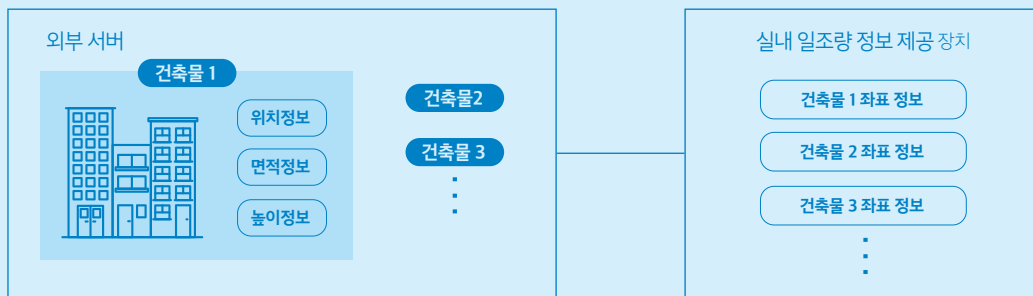 외부 서버
건축물 1
위치정보
면적정보
높이정보
건축물2
건축물 3
실내 일조량 정보 제공 장치
건축물 1 좌표 정보
건축물 2 좌표 정보
건축물 3 좌표 정보